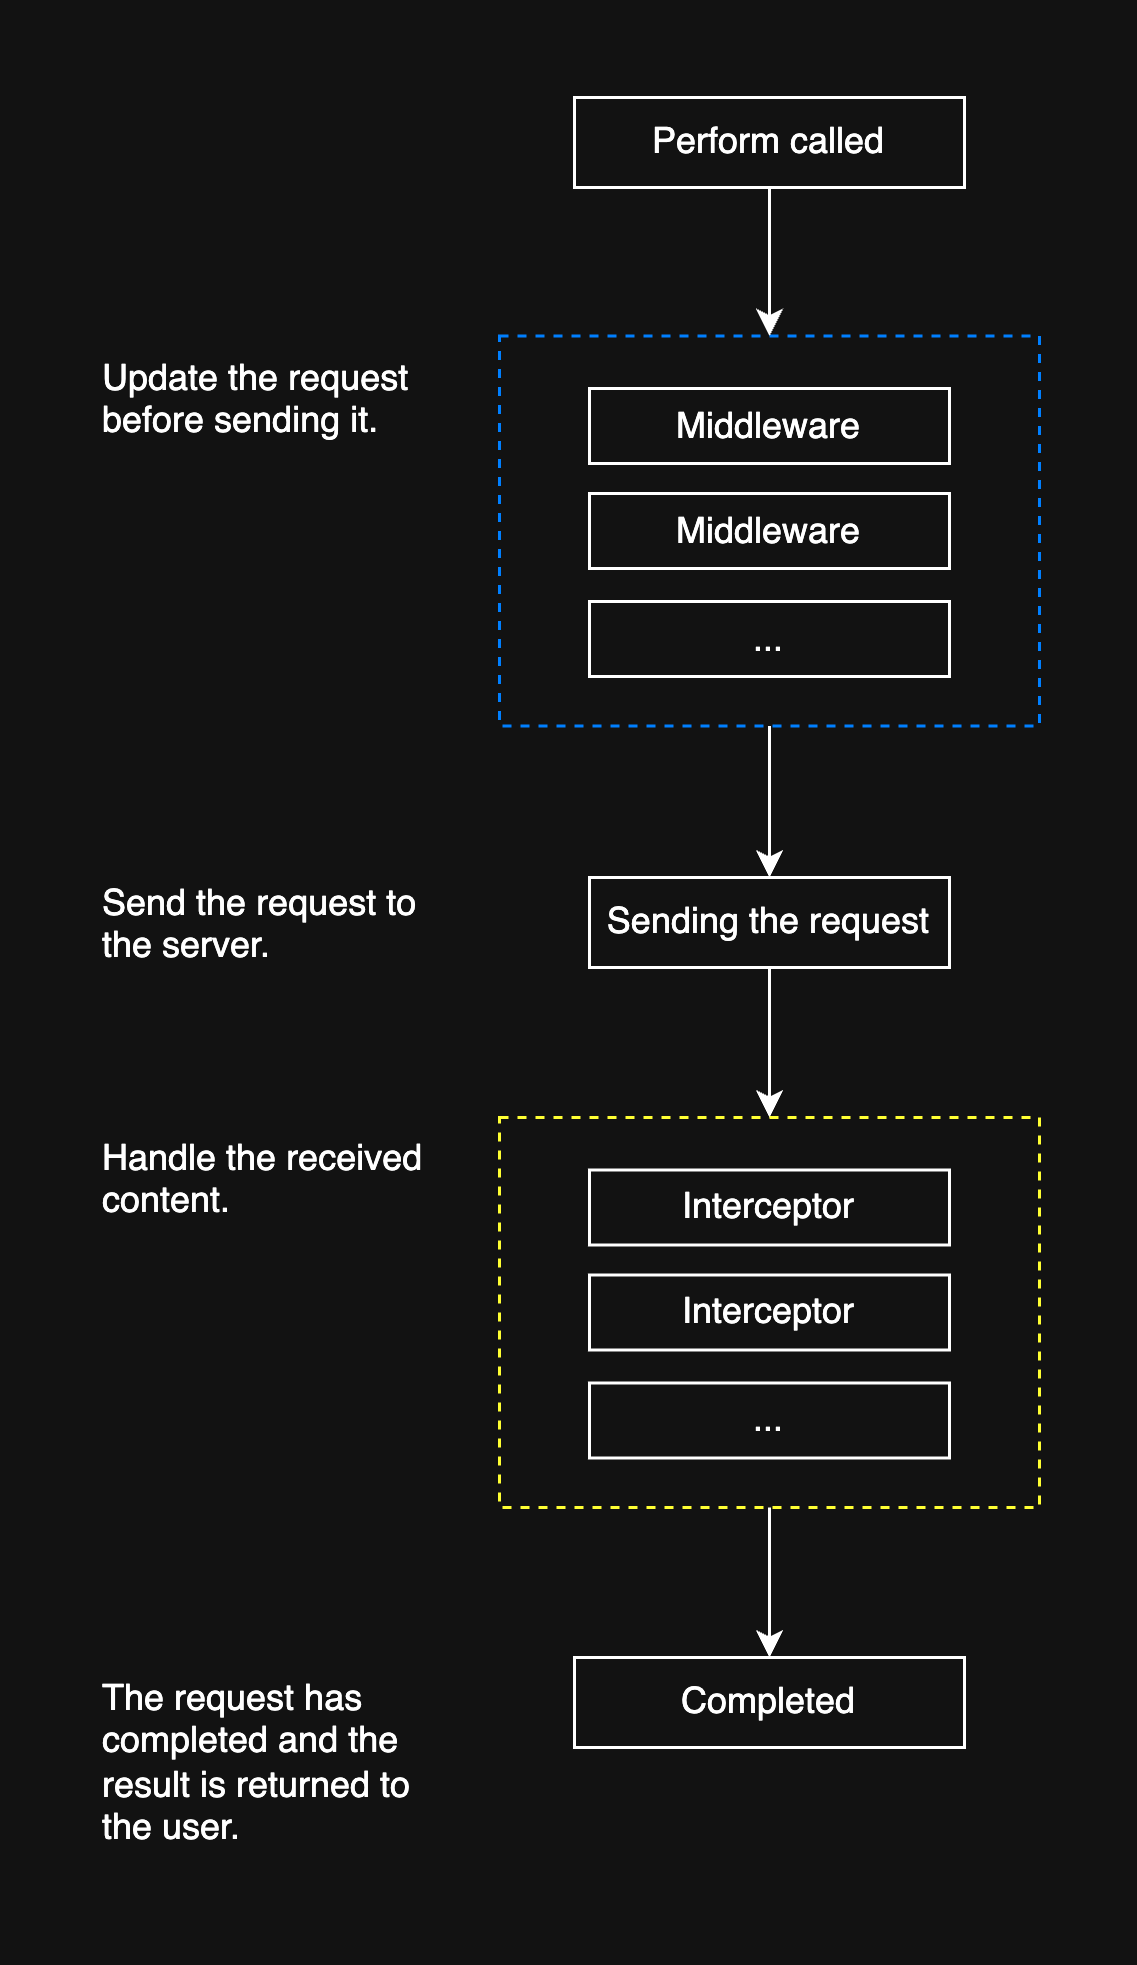 Perform called
Update the request
before sending it.
Middleware
Middleware
...
Send the request to
the server.
Sending the request
Handle the received
content.
Interceptor
Interceptor
...
The request has
completed and the
result is returned to
the user.
Completed